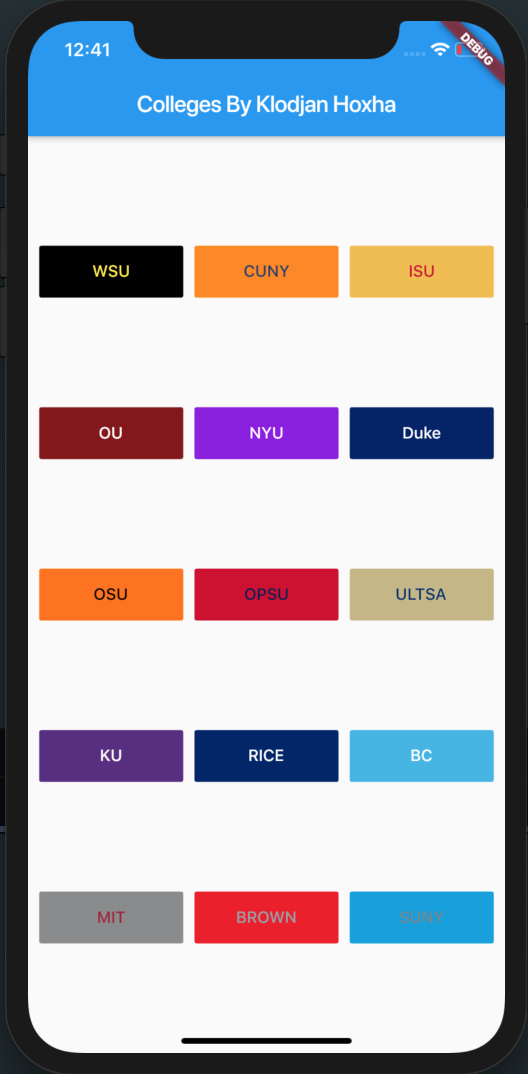 12:41
DEBUG
Colleges By Klodjan Hoxha
WSU CUNY ISU
OU NYU Duke
OSU OPSU ULTSA
KU RICE BC
MIT BROWN SUNY